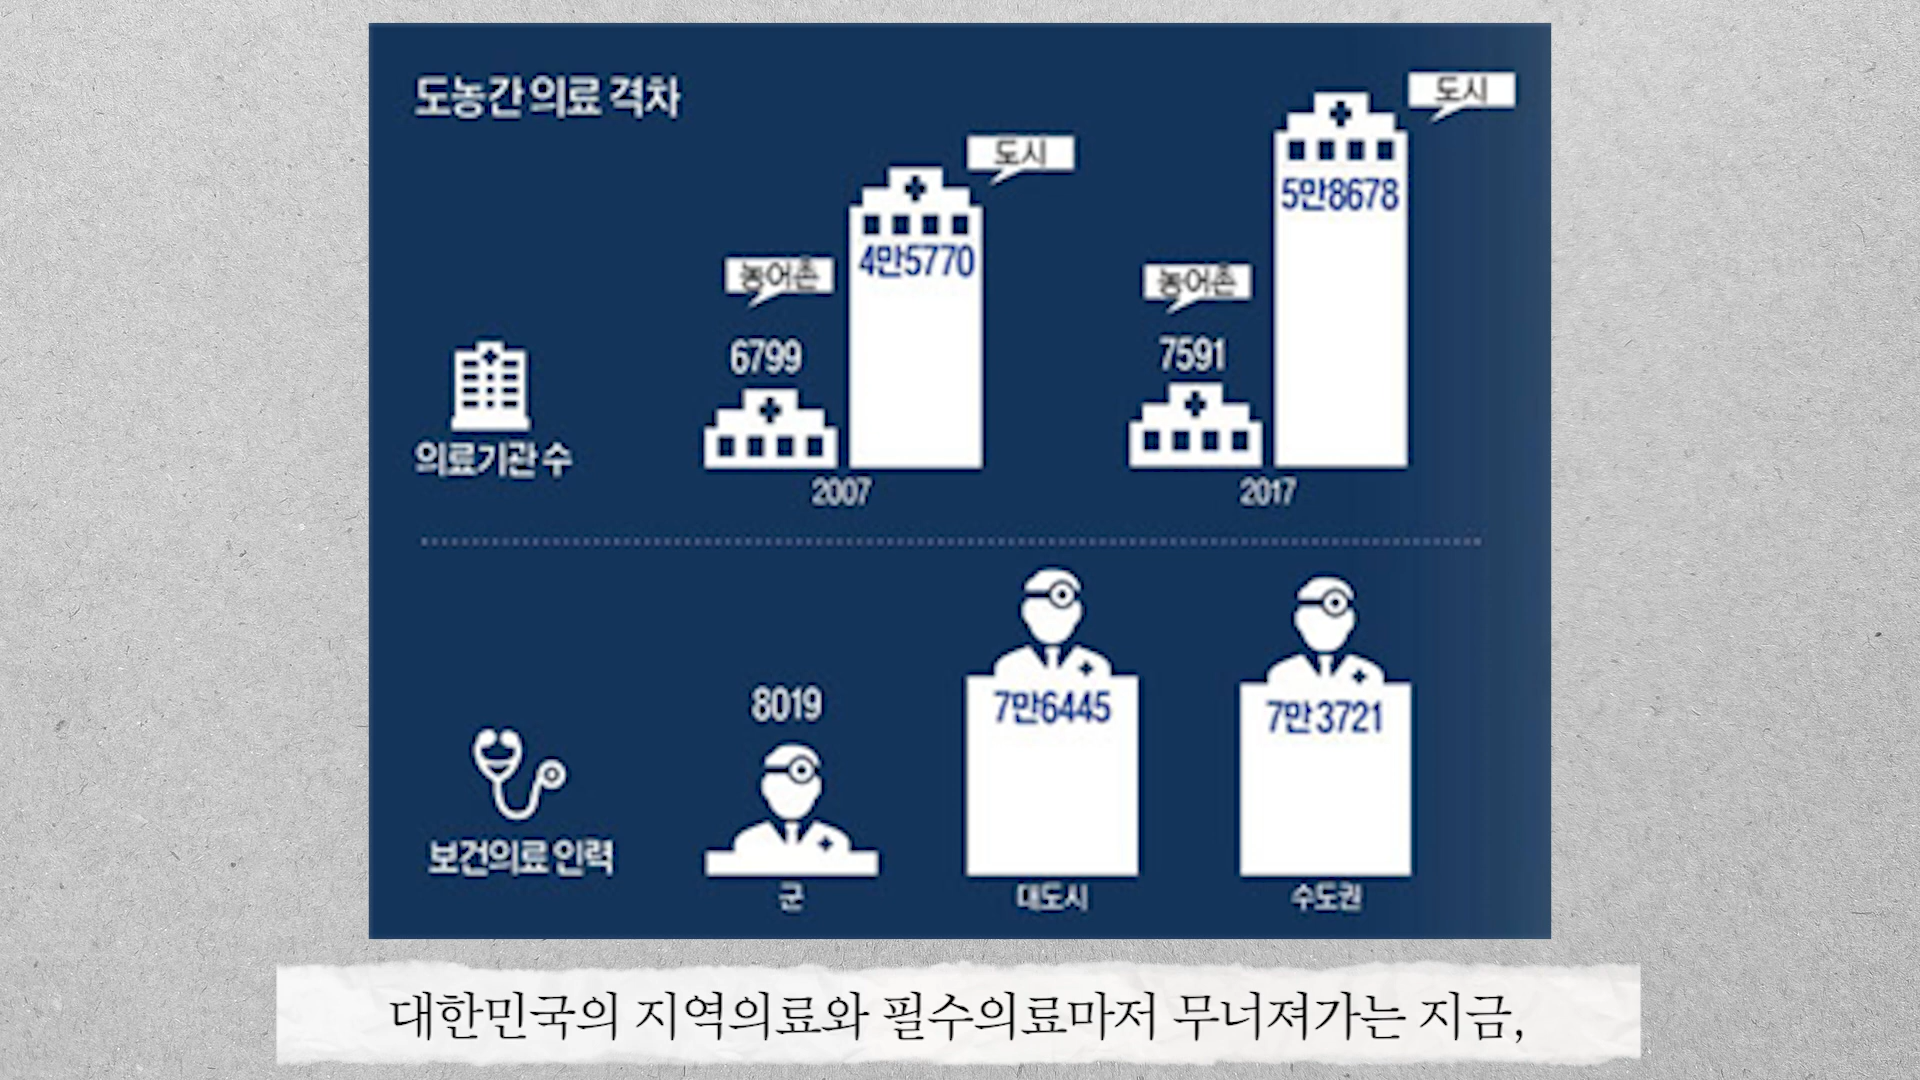 도농간 의료 격차
도시
도시
5만8678
4만5770
농어촌
농어촌
6799
7591
의료기관 수
2007
2017
8019
7만6445
7만3721
보건의료 인력
군
대도시
수도권
대한민국의 지역의료와 필수의료마저 무너져가는 지금,